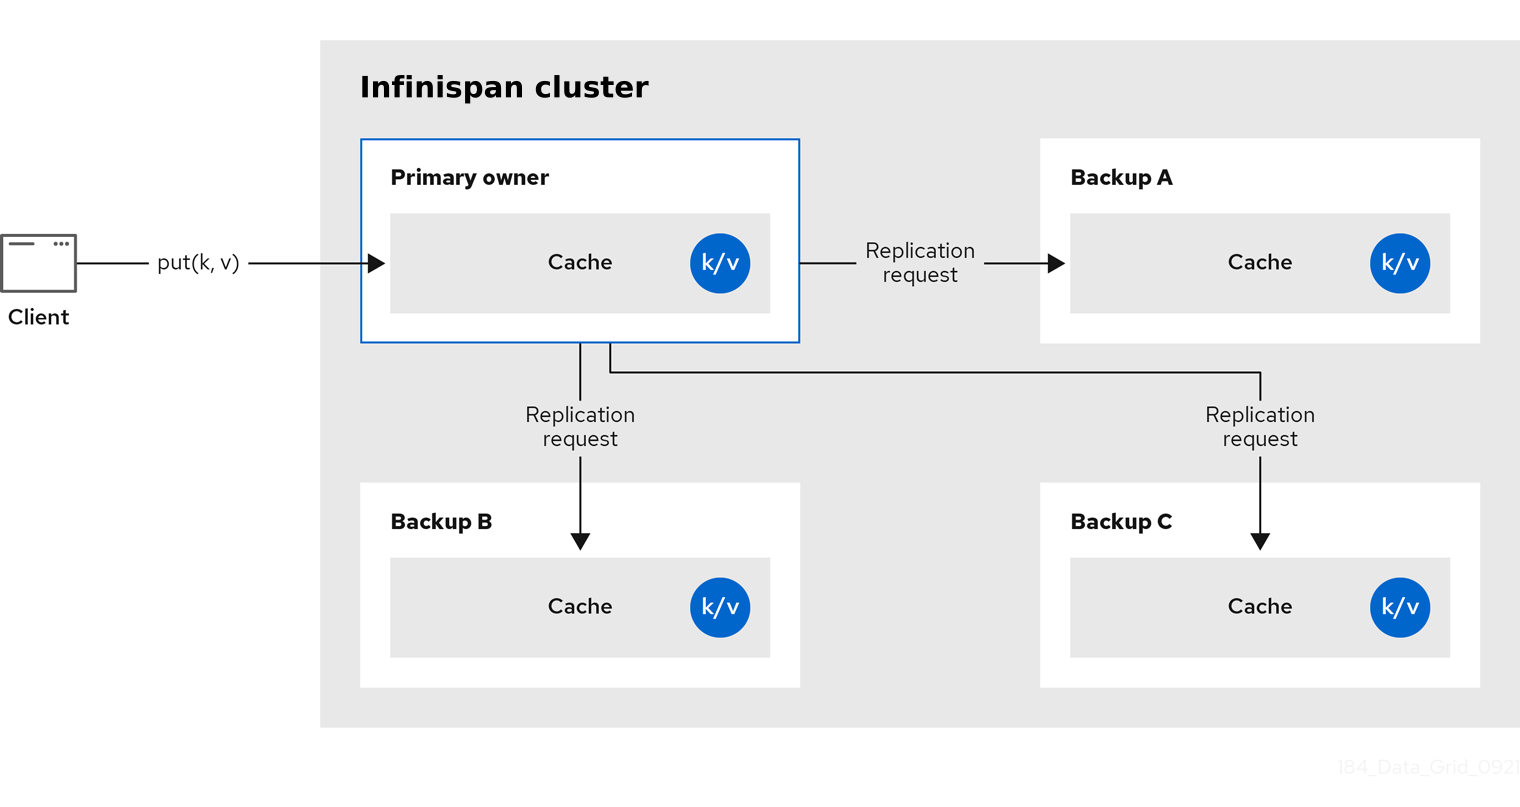 Infinispan cluster
Primary owner
Cache
k/v
Backup A
Cache
k/v
put(k, v)
Client
Replication
request
Replication
request
Replication
request
Backup B
Cache
k/v
Backup C
Cache
k/v
184_Data_Grid_0921